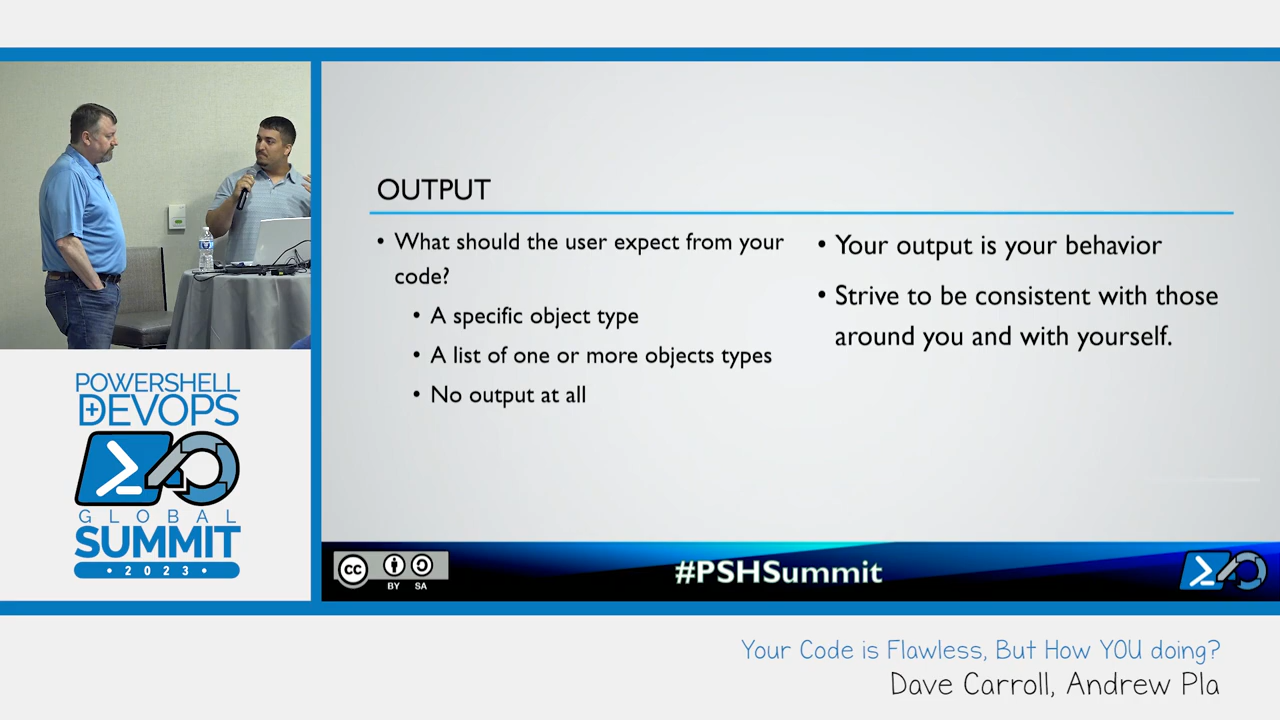 OUTPUT
• What should the user expect from your
code?
• A specific object type
• A list of one or more objects types
• No output at all
• Your output is your behavior
• Strive to be consistent with those
around you and with yourself.
POWERSHELL
+DEVOPS
GLOBAL
SUMMIT
• 2023 •
cc
BY SA
#PSHSummit
Your Code is Flawless, But How YOU doing?
Dave Carroll, Andrew Pla